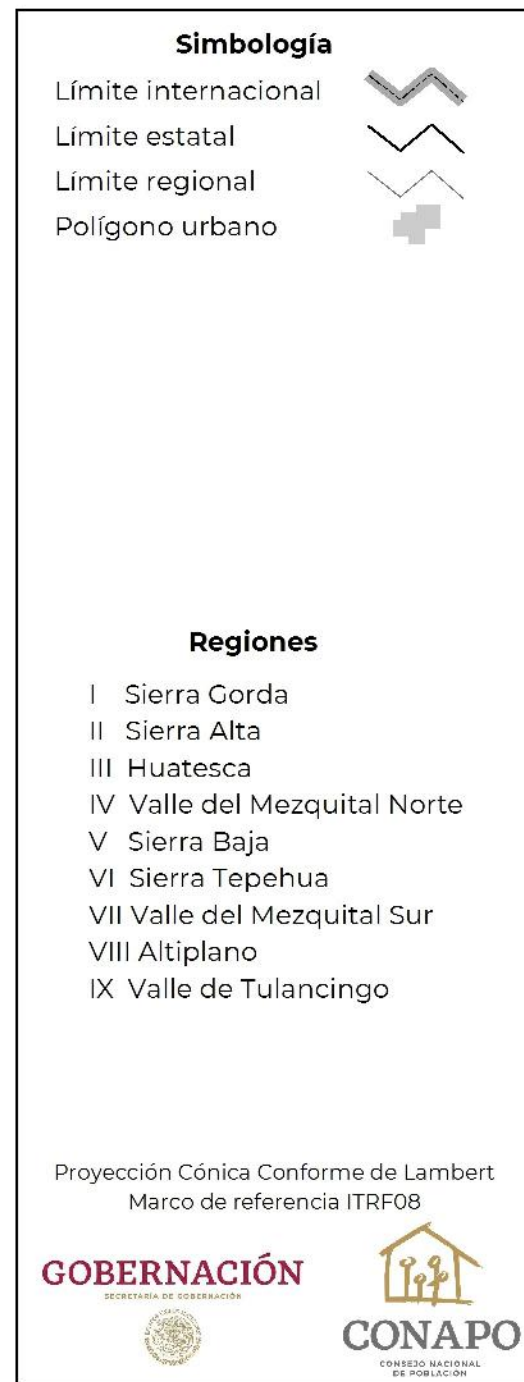 Simbología
Límite internacional
Límite estatal
Límite regional
Polígono urbano
Regiones
I Sierra Gorda
II Sierra Alta
III Huatesca
IV Valle del Mezquital Norte
V Sierra Baja
VI Sierra Tepehua
VII Valle del Mezquital Sur
VIII Altiplano
IX Valle de Tulancingo
Proyección Cónica Conforme de Lambert
Marco de referencia ITRF08
GOBERNACIÓN
SECRETARÍA DE GOBERNACIÓN
CONAPO
CONSEJO NACIONAL
DE POBLACIÓN